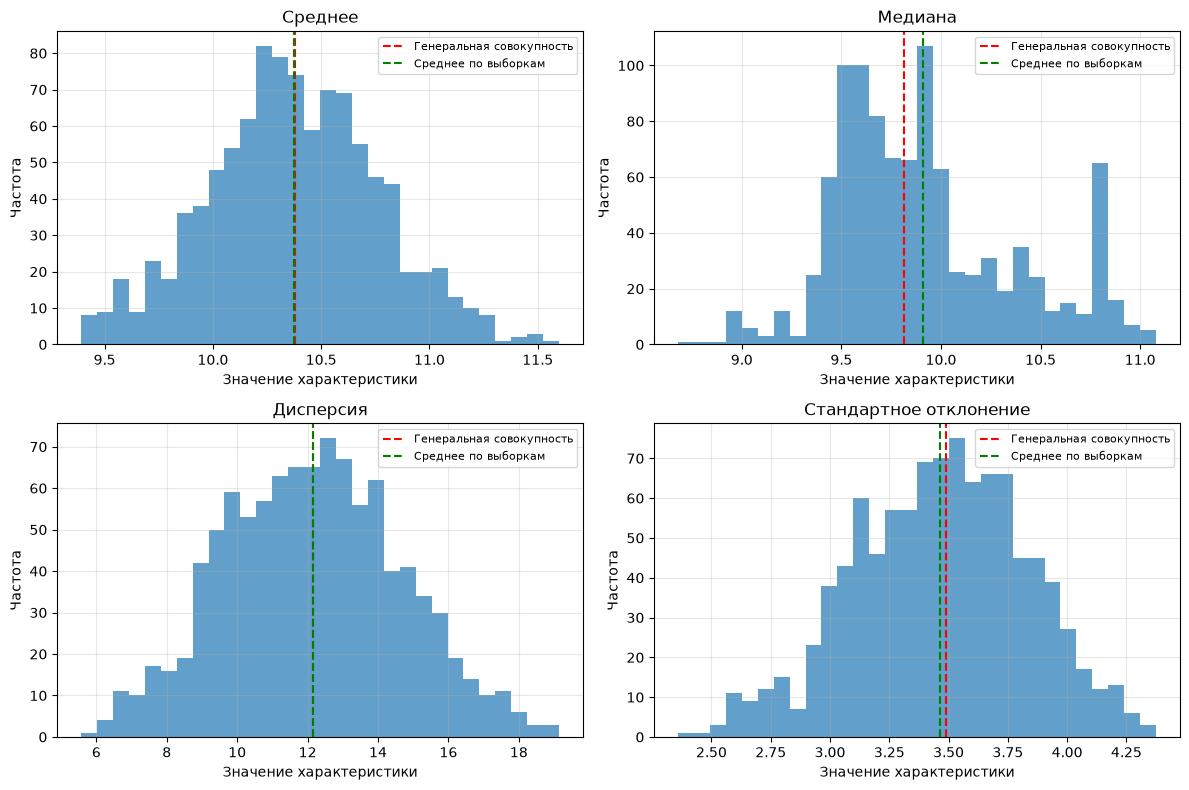 Среднее
Генеральная совокупность
Среднее по выборкам
Частота
80
70
60
50
40
30
20
10
0
9.5 10.0 10.5 11.0 11.5
Значение характеристики
Медиана
Генеральная совокупность
Среднее по выборкам
Частота
100
80
60
40
20
0
9.0 9.5 10.0 10.5 11.0
Значение характеристики
Дисперсия
Генеральная совокупность
Среднее по выборкам
Частота
70
60
50
40
30
20
10
0
6 8 10 12 14 16 18
Значение характеристики
Стандартное отклонение
Генеральная совокупность
Среднее по выборкам
Частота
70
60
50
40
30
20
10
0
2.50 2.75 3.00 3.25 3.50 3.75 4.00 4.25
Значение характеристики